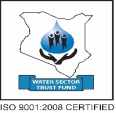 WATER SECTOR
TRUST FUND
ISO 9001:2008 CERTIFIED